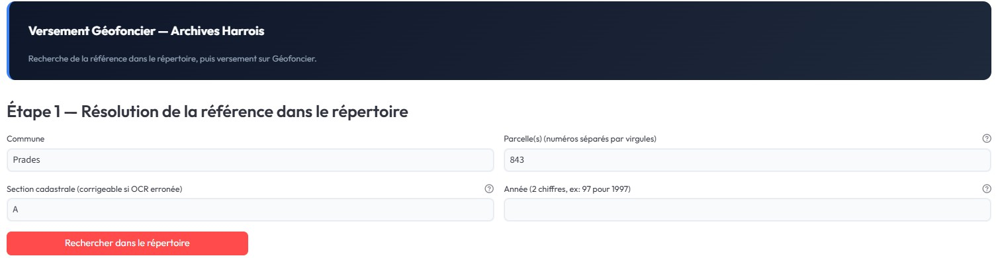 Versement Géofoncier — Archives Harrois
Recherche de la référence dans le répertoire, puis versement sur Géofoncier.
Étape 1 — Résolution de la référence dans le répertoire
Commune
Prades
Parcelle(s) (numéros séparés par virgules)
843
Section cadastrale (corrigeable si OCR erronée)
A
Année (2 chiffres, ex: 97 pour 1997)
Rechercher dans le répertoire